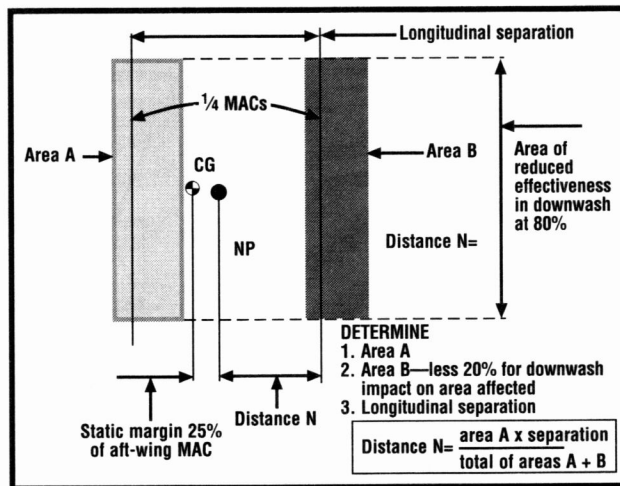 Longitudinal separation
¼ MACs
Area A
CG
NP
Area B
Area of
reduced
effectiveness
in downwash
at 80%
Distance N=
DETERMINE
1. Area A
2. Area B—less 20% for downwash
impact on area affected
3. Longitudinal separation
Static margin 25%
of aft-wing MAC
Distance N
Distance N= area A x separation
total of areas A + B